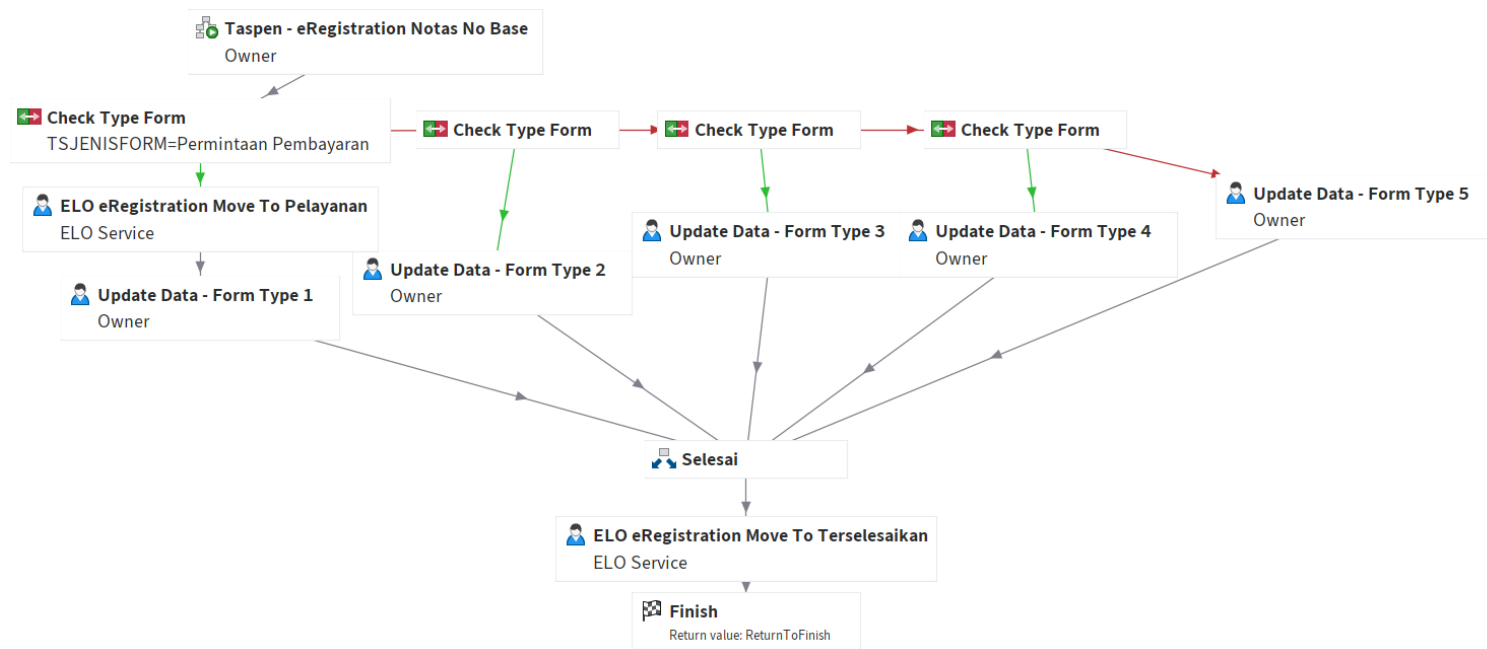 Taspen - eRegistration Notas No Base
Owner
Check Type Form
TSJENISFORM=Permintaan Pembayaran
Check Type Form
Check Type Form
Check Type Form
ELO eRegistration Move To Pelayanan
ELO Service
Update Data - Form Type 5
Owner
Update Data - Form Type 3
Owner
Update Data - Form Type 4
Owner
Update Data - Form Type 2
Owner
Update Data - Form Type 1
Owner
Selesai
ELO eRegistration Move To Terselesaikan
ELO Service
Finish
Return value: ReturnToFinish